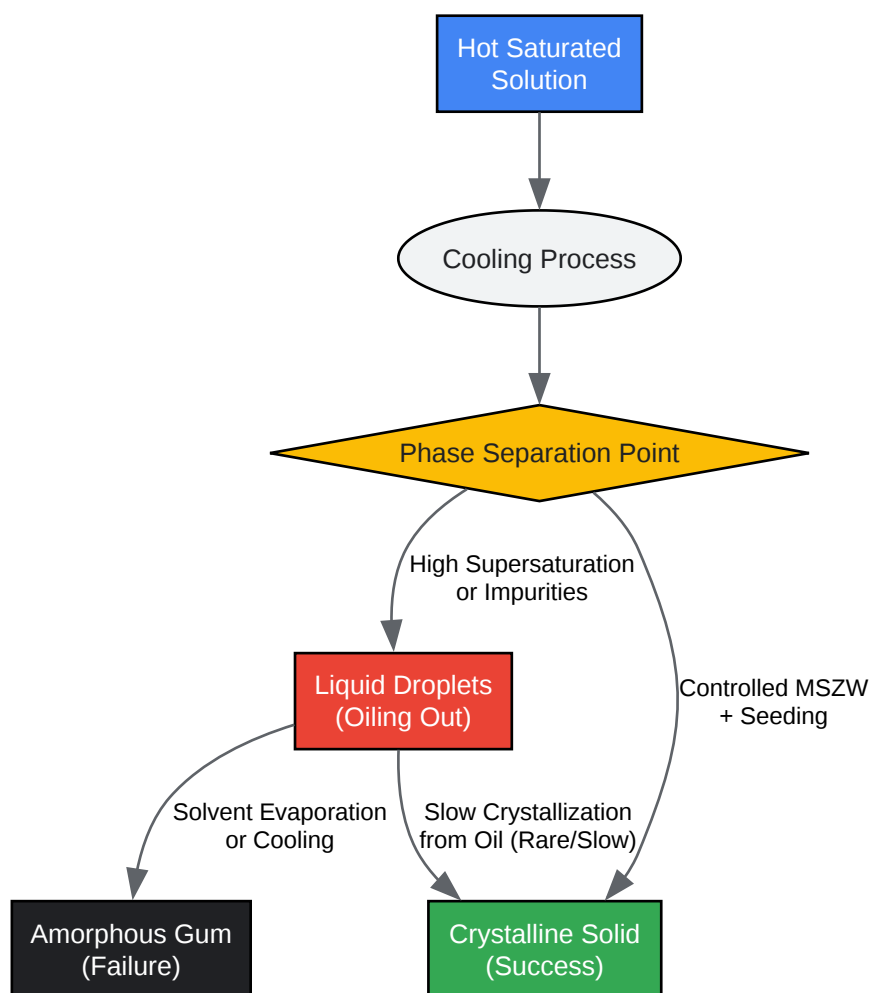 Hot Saturated
Solution
Cooling Process
Phase Separation Point
High Supersaturation
or Impurities
Liquid Droplets
(Oiling Out)
Controlled MSZW
+ Seeding
Solvent Evaporation
or Cooling
Slow Crystallization
from Oil (Rare/Slow)
Amorphous Gum
(Failure)
Crystalline Solid
(Success)